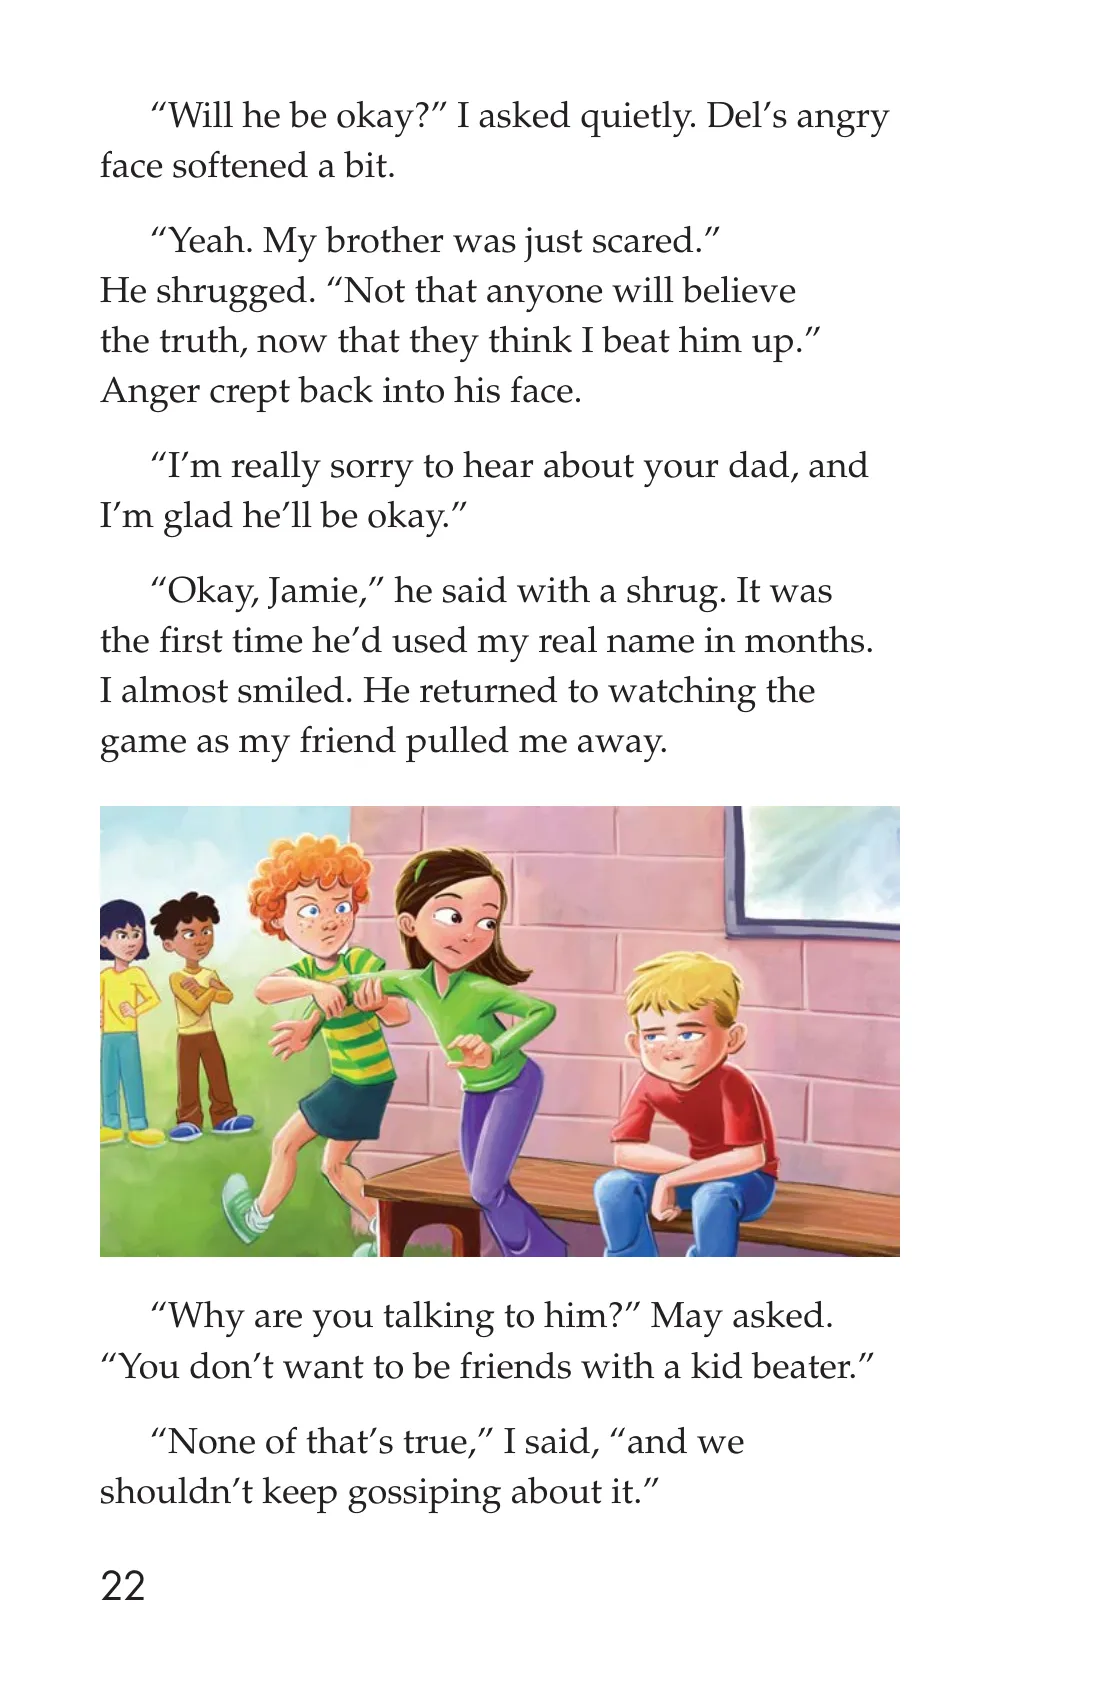 “Will he be okay?” I asked quietly. Del’s angry
face softened a bit.
“Yeah. My brother was just scared.”
He shrugged. “Not that anyone will believe
the truth, now that they think I beat him up.”
Anger crept back into his face.
“I’m really sorry to hear about your dad, and
I’m glad he’ll be okay.”
“Okay, Jamie,” he said with a shrug. It was
the first time he’d used my real name in months.
I almost smiled. He returned to watching the
game as my friend pulled me away.
“Why are you talking to him?” May asked.
“You don’t want to be friends with a kid beater.”
“None of that’s true,” I said, “and we
shouldn’t keep gossiping about it.”
22